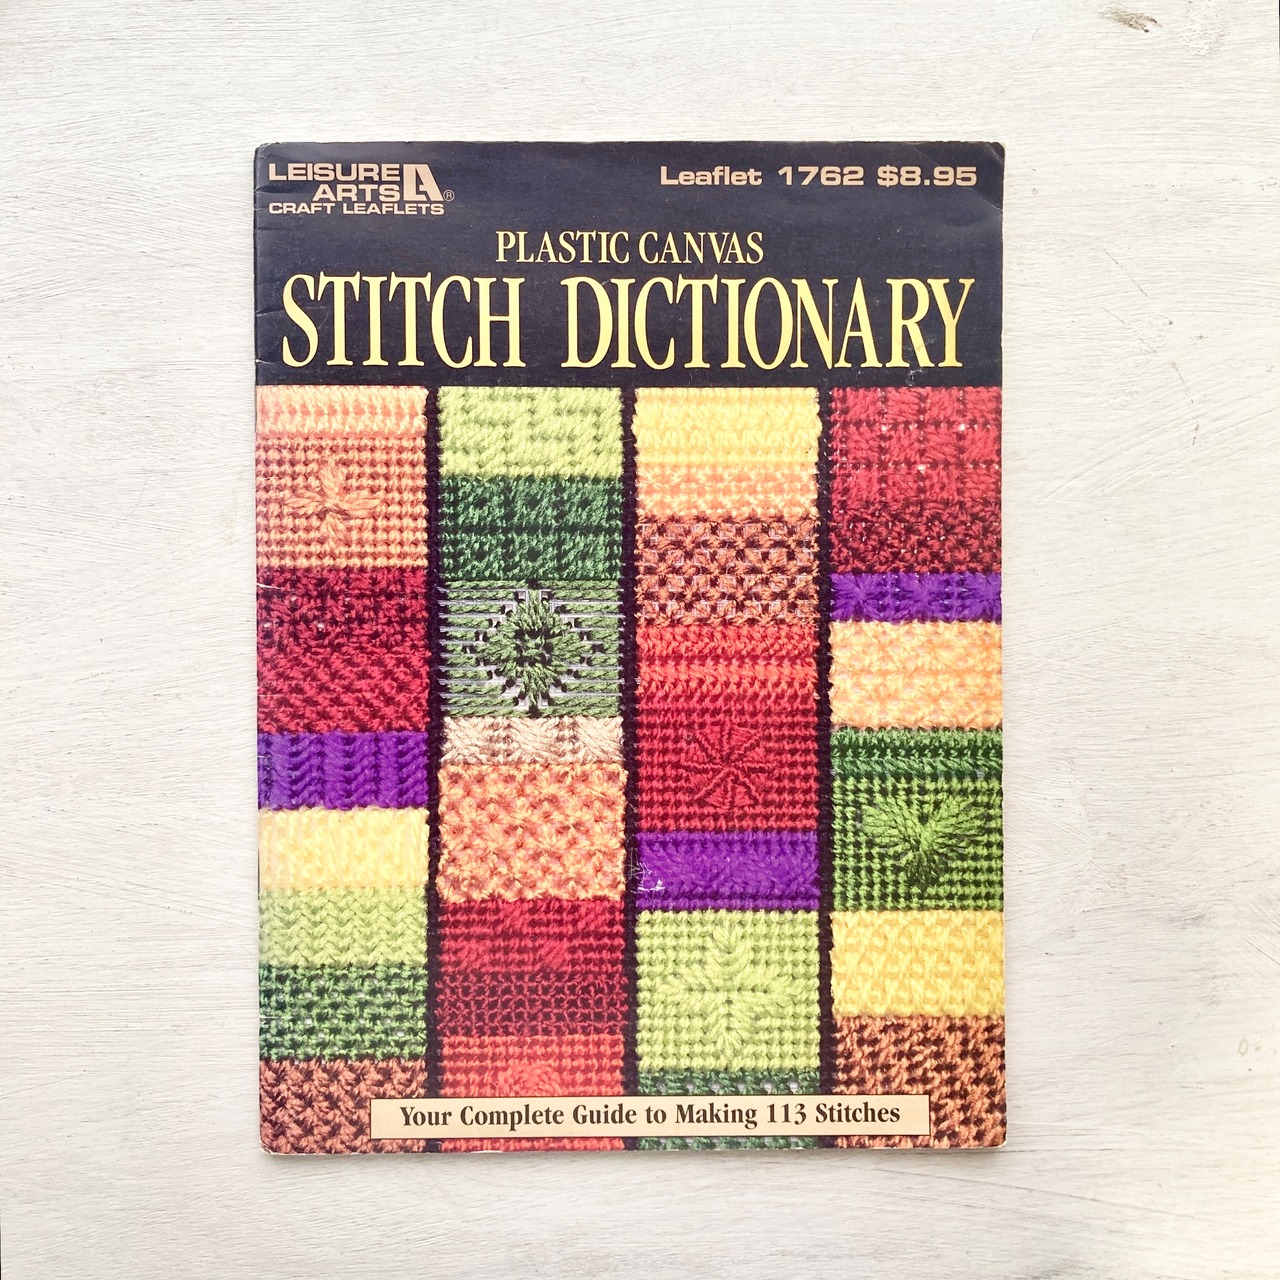 LEISURE
ARTS
CRAFT LEAFLETS
®
Leaflet 1762 $8.95
PLASTIC CANVAS
STITCH DICTIONARY
Your Complete Guide to Making 113 Stitches